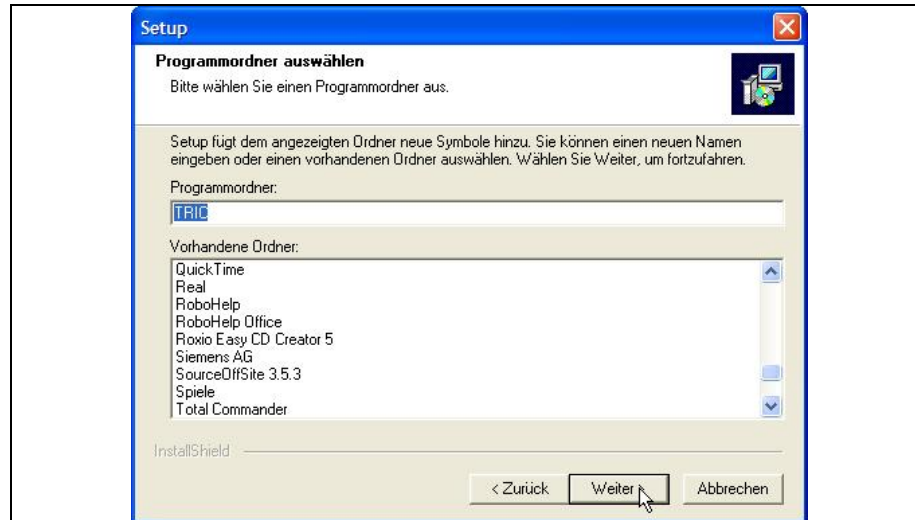 Setup
Programmordner auswählen
Bitte wählen Sie einen Programmordner aus.
Setup fügt dem angezeigten Ordner neue Symbole hinzu. Sie können einen neuen Namen
eingeben oder einen vorhandenen Ordner auswählen. Wählen Sie Weiter, um fortzufahren.
Programmordner:
TRIC
Vorhandene Ordner:
QuickTime
Real
RoboHelp
RoboHelp Office
Roxio Easy CD Creator 5
Siemens AG
SourceOffSite 3.5.3
Spiele
Total Commander
InstallShield
< Zurück Weiter > Abbrechen